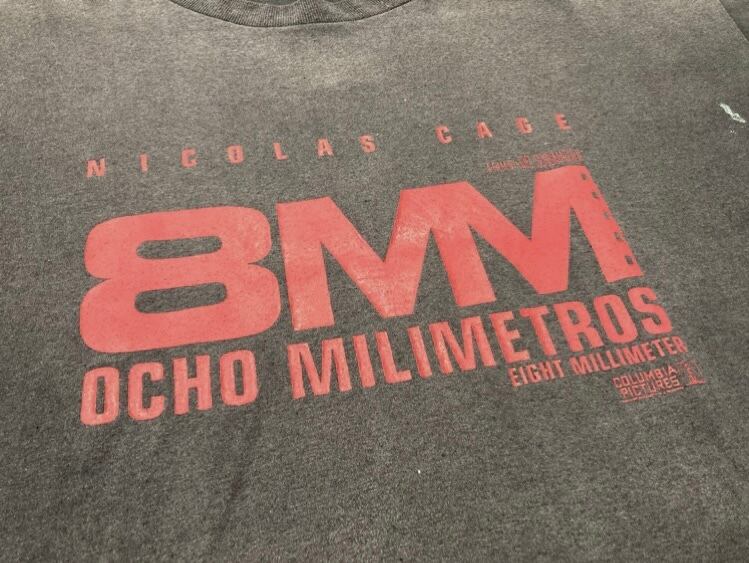 NICOLAS CAGE
8MM
OCHO MILIMETROS
EIGHT MILLIMETER
COLUMBIA
PICTURES